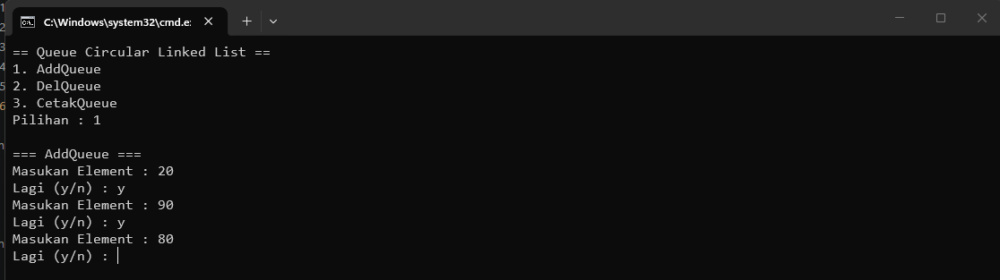 C:\Windows\system32\cmd.e:
== Queue Circular Linked List ==
1. AddQueue
2. DelQueue
3. CetakQueue
Pilihan : 1
=== AddQueue ===
Masukan Element : 20
Lagi (y/n) : y
Masukan Element : 90
Lagi (y/n) : y
Masukan Element : 80
Lagi (y/n) :